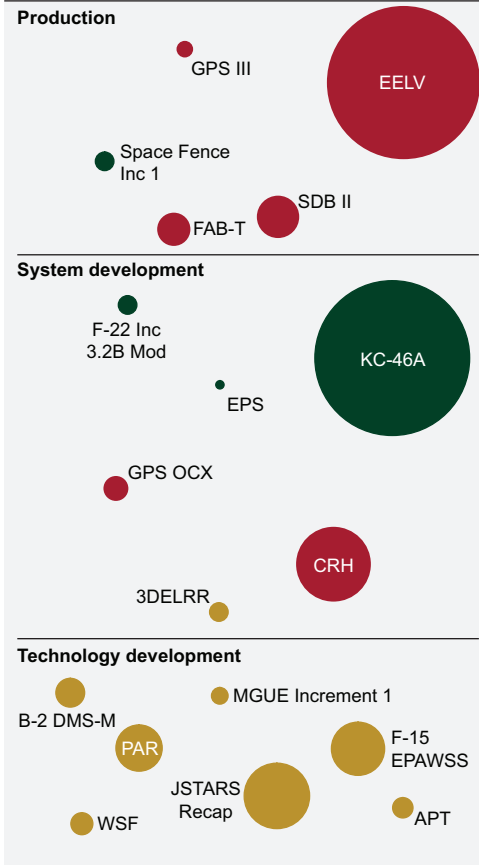 Production
GPS III
EELV
Space Fence
Inc 1
SDB II
FAB-T
System development
F-22 Inc
3.2B Mod
KC-46A
EPS
GPS OCX
CRH
3DELRR
Technology development
B-2 DMS-M
MGUE Increment 1
PAR
F-15
EPAWSS
JSTARS
Recap
WSF
APT